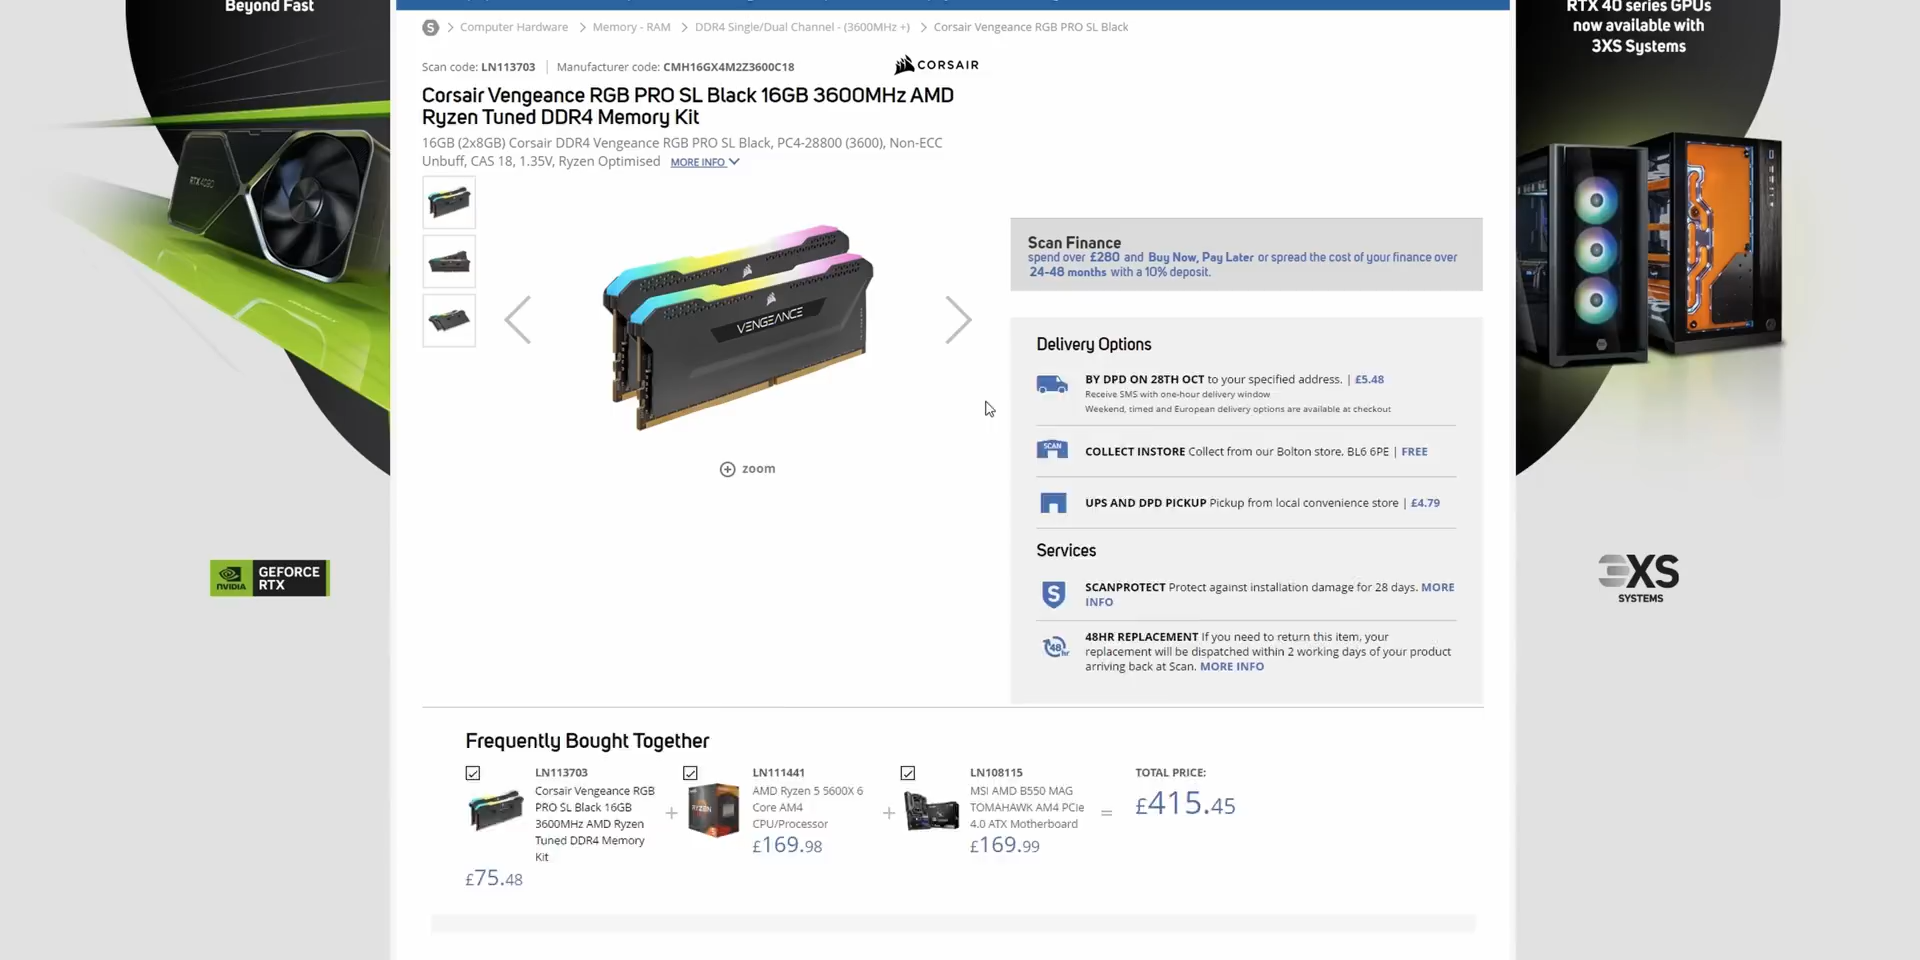 Beyond Fast
RTX 40 series GPUs
now available with
3XS Systems
S > Computer Hardware > Memory - RAM > DDR4 Single/Dual Channel - (3600MHz +) > Corsair Vengeance RGB PRO SL Black
Scan code: LN113703 | Manufacturer code: CMH16GX4M2Z3600C18
CORSAIR
Corsair Vengeance RGB PRO SL Black 16GB 3600MHz AMD
Ryzen Tuned DDR4 Memory Kit
16GB (2x8GB) Corsair DDR4 Vengeance RGB PRO SL Black, PC4-28800 (3600), Non-ECC
Unbuff, CAS 18, 1.35V, Ryzen Optimised MORE INFO
VENGEANCE
zoom
Scan Finance
spend over £280 and Buy Now, Pay Later or spread the cost of your finance over
24-48 months with a 10% deposit.
Delivery Options
BY DPD ON 28TH OCT to your specified address. | £5.48
Receive SMS with one-hour delivery window
Weekend, timed and European delivery options are available at checkout
SCAN
COLLECT INSTORE Collect from our Bolton store, BL6 6PE | FREE
UPS AND DPD PICKUP Pickup from local convenience store | £4.79
Services
S
SCANPROTECT Protect against installation damage for 28 days. MORE
INFO
48hr
48HR REPLACEMENT If you need to return this item, your
replacement will be dispatched within 2 working days of your product
arriving back at Scan. MORE INFO
NVIDIA
GEFORCE
RTX
3XS
SYSTEMS
Frequently Bought Together
LN113703
Corsair Vengeance RGB
PRO SL Black 16GB
3600MHz AMD Ryzen
Tuned DDR4 Memory
Kit
£75.48
+
RYZEN
LN111441
AMD Ryzen 5 5600X 6
Core AM4
CPU/Processor
£169.98
+
LN108115
MSI AMD B550 MAG
TOMAHAWK AM4 PCIe
4.0 ATX Motherboard
£169.99
=
TOTAL PRICE:
£415.45